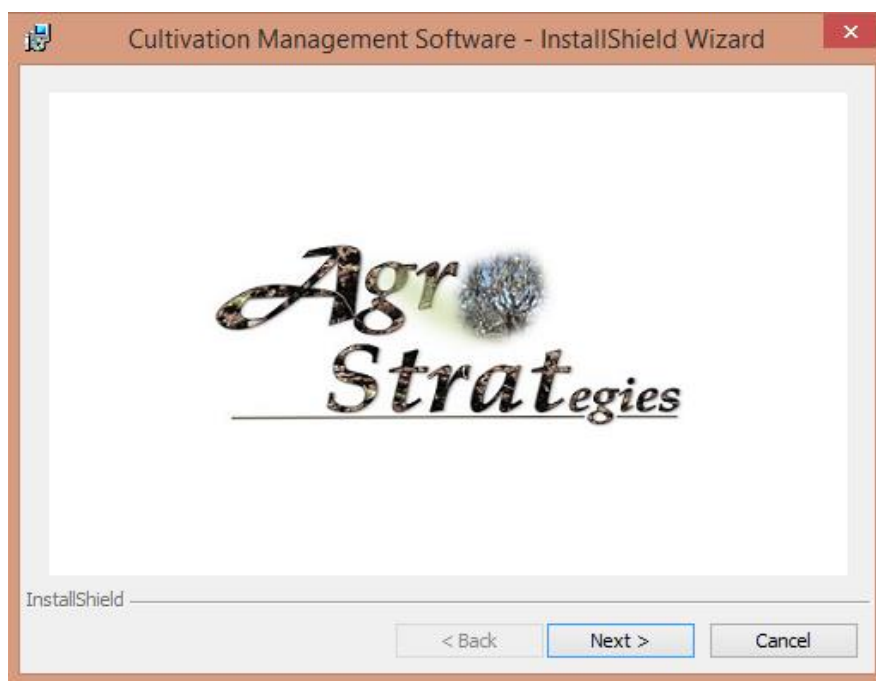 Cultivation Management Software - InstallShield Wizard
Agro
Strategies
InstallShield
< Back
Next >
Cancel